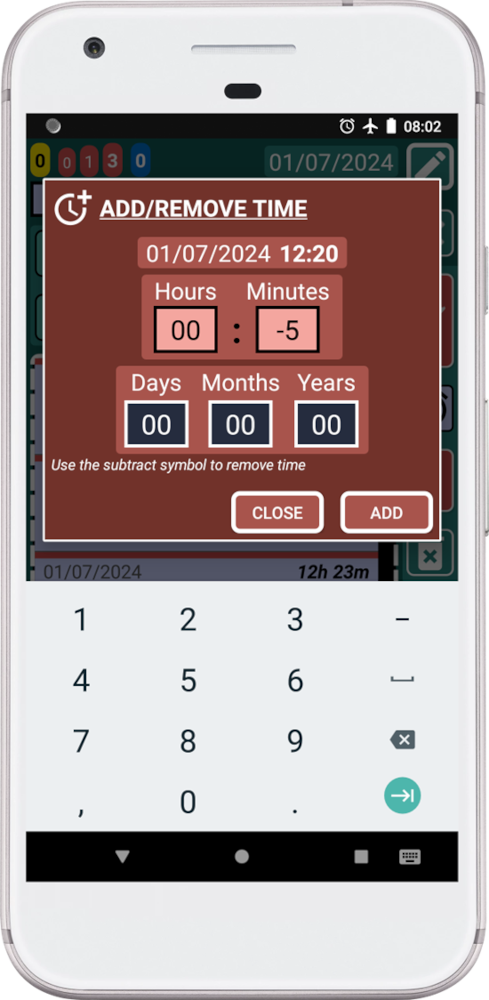 08:02
0 0 1 3 0 01/07/2024
ADD/REMOVE TIME
01/07/2024 12:20
Hours Minutes
00 : -5
Days Months Years
00 00 00
Use the subtract symbol to remove time
CLOSE ADD
01/07/2024 12h 23m
1 2 3 -
4 5 6
7 8 9
, 0 .